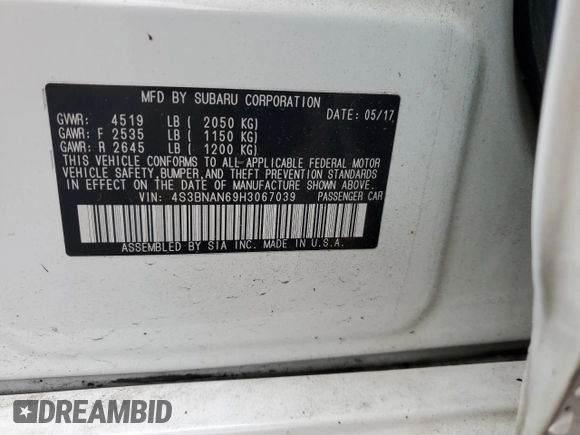 MFD BY SUBARU CORPORATION DATE: 05/17
GVWR: 4519 LB ( 2050 KG)
GAWR: F 2535 LB ( 1150 KG)
GAWR: R 2645 LB ( 1200 KG)
THIS VEHICLE CONFORMS TO ALL APPLICABLE FEDERAL MOTOR
VEHICLE SAFETY, BUMPER, AND THEFT PREVENTION STANDARDS
IN EFFECT ON THE DATE OF MANUFACTURE SHOWN ABOVE.
VIN: 4S3BNAN69H3067039 PASSENGER CAR
ASSEMBLED BY SIA INC. MADE IN U.S.A.
DREAMBID